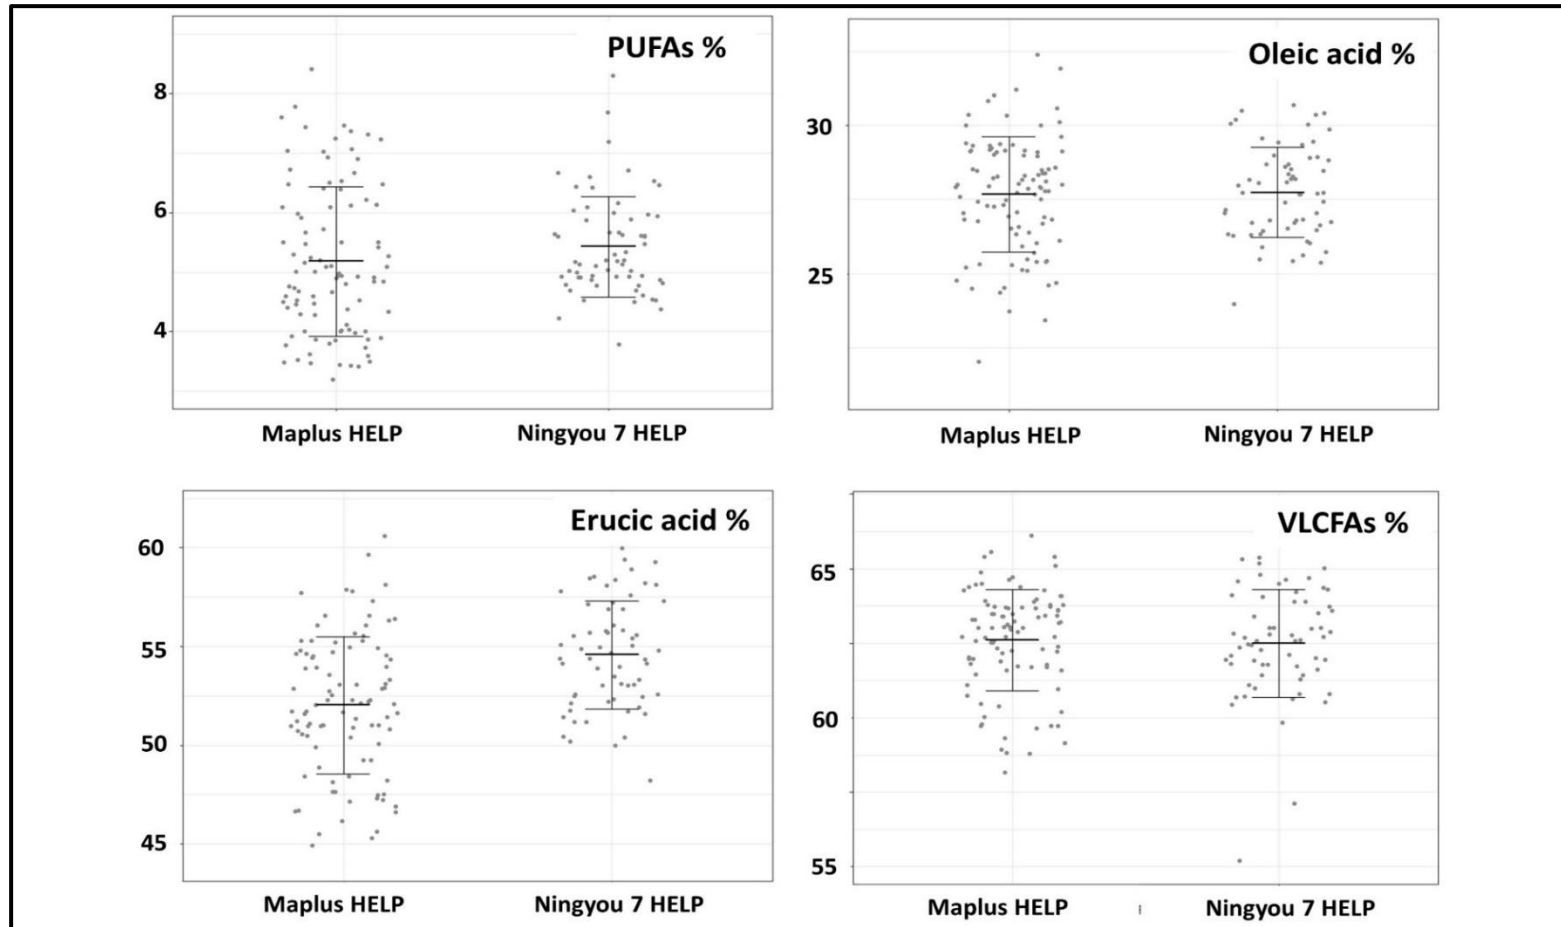 PUFAs %
8
6
4
Maplus HELP
Ningyou 7 HELP
Oleic acid %
30
25
Maplus HELP
Ningyou 7 HELP
Erucic acid %
60
55
50
45
Maplus HELP
Ningyou 7 HELP
VLCFAs %
65
60
55
Maplus HELP
Ningyou 7 HELP